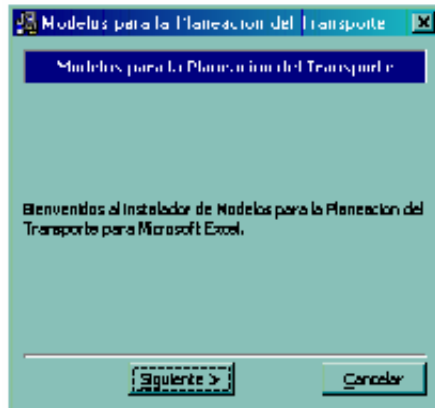 Modelos para la Planeacion del Transporte
Modelos para la Planeacion del Transporte
Bienvenidos al instalador de Modelos para la Planeacion del
Transporte para Microsoft Excel.
Siguiente >
Cancelar